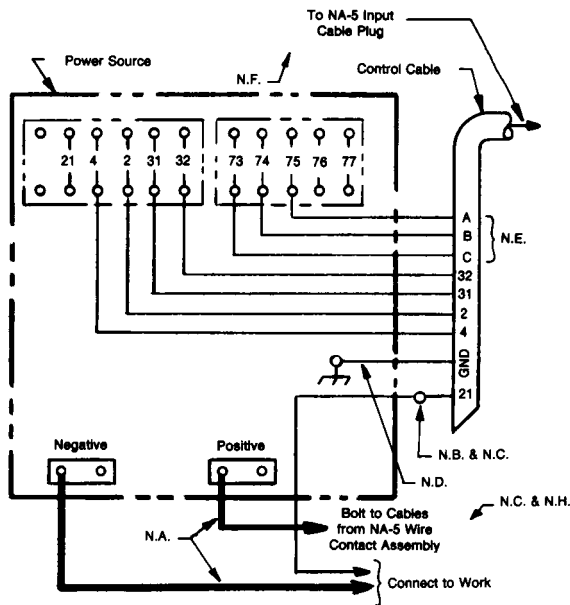 To NA-5 Input
Cable Plug
Power Source
N.F.
Control Cable
21 4 2 31 32 73 74 75 76 77
A
B
C
N.E.
32
31
2
4
GND
21
Negative
Positive
N.B. & N.C.
N.D.
N.C. & N.H.
N.A.
Bolt to Cables
from NA-5 Wire
Contact Assembly
Connect to Work